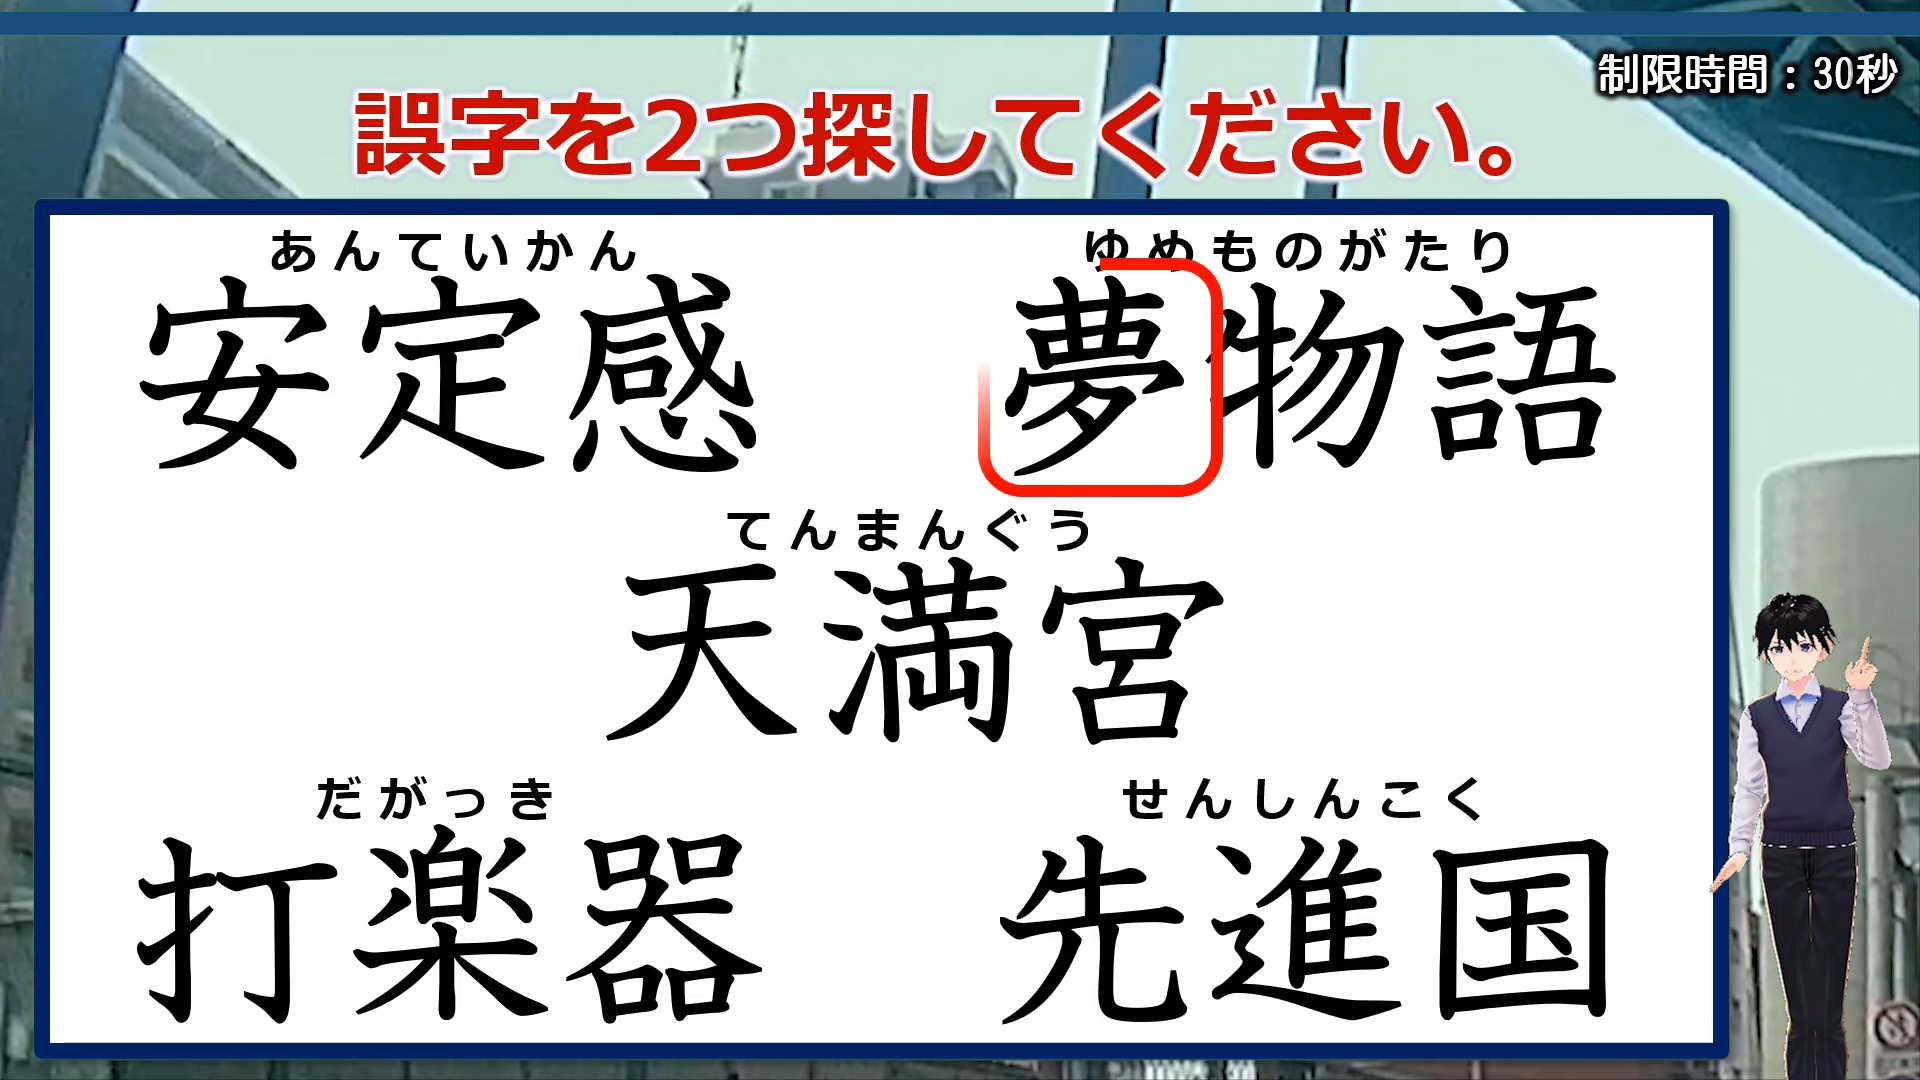 制限時間：30秒
誤字を2つ探してください。
あんていかん
安定感
ゆめものがたり
夢物語
てんまんぐう
天満宮
だがっき
打楽器
せんしんこく
先進国